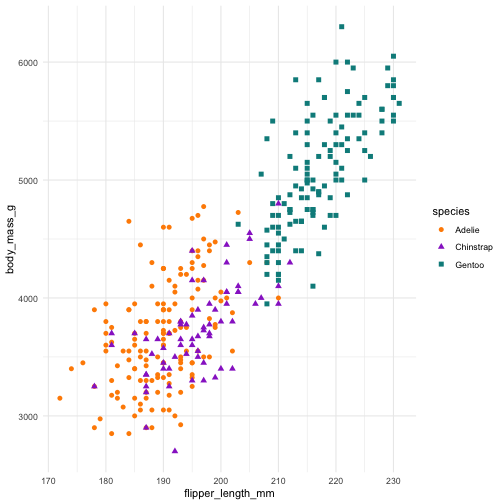 6000
5000
4000
3000
body_mass_g
170 180 190 200 210 220 230
flipper_length_mm
species
Adelie
Chinstrap
Gentoo